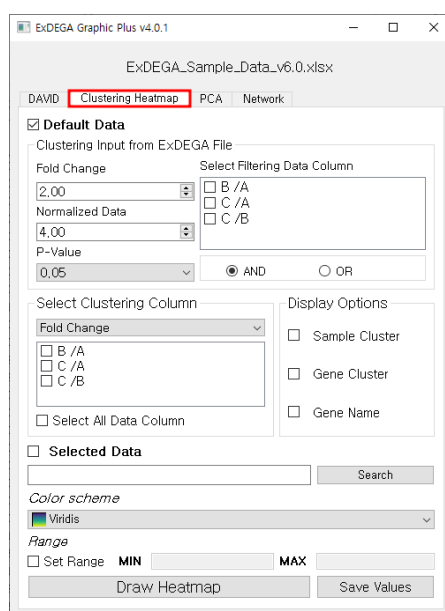 ExDEGA Graphic Plus v4.0.1
ExDEGA_Sample_Data_v6.0.xlsx
DAVID Clustering Heatmap PCA Network
Default Data
Clustering Input from ExDEGA File
Fold Change Select Filtering Data Column
2.00 B /A
C /A
Normalized Data C /B
4.00
P-Value
0.05 AND OR
Select Clustering Column Display Options
Fold Change Sample Cluster
B /A
C /A
C /B Gene Cluster
Select All Data Column Gene Name
Selected Data
Search
Color scheme
Viridis
Range
Set Range MIN MAX
Draw Heatmap Save Values